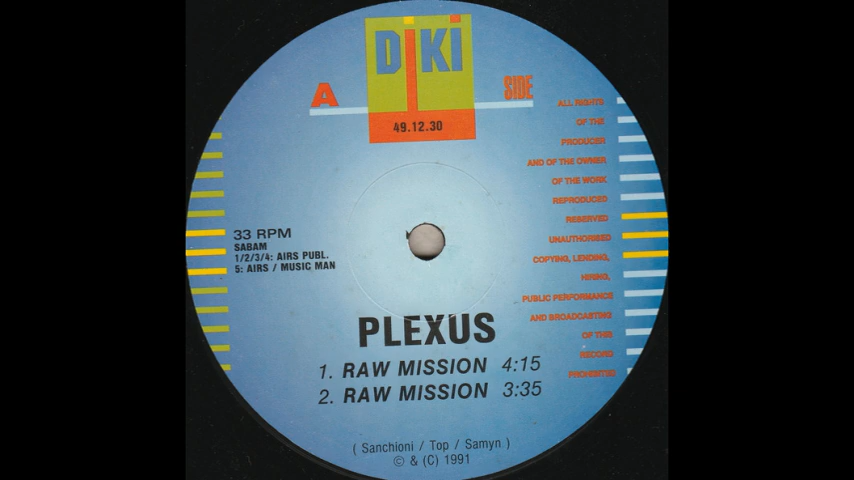 DiKi
A SIDE
49.12.30
ALL RIGHTS
OF THE
PRODUCER
AND OF THE OWNER
OF THE WORK
REPRODUCED
RESERVED
UNAUTHORISED
COPYING, LENDING,
HIRING,
PUBLIC PERFORMANCE
AND BROADCASTING
OF THIS
RECORD
PROHIBITED
33 RPM
SABAM
1/2/3/4: AIRS PUBL.
5: AIRS / MUSIC MAN
PLEXUS
1. RAW MISSION 4:15
2. RAW MISSION 3:35
( Sanchioni / Top / Samyn )
© & (C) 1991